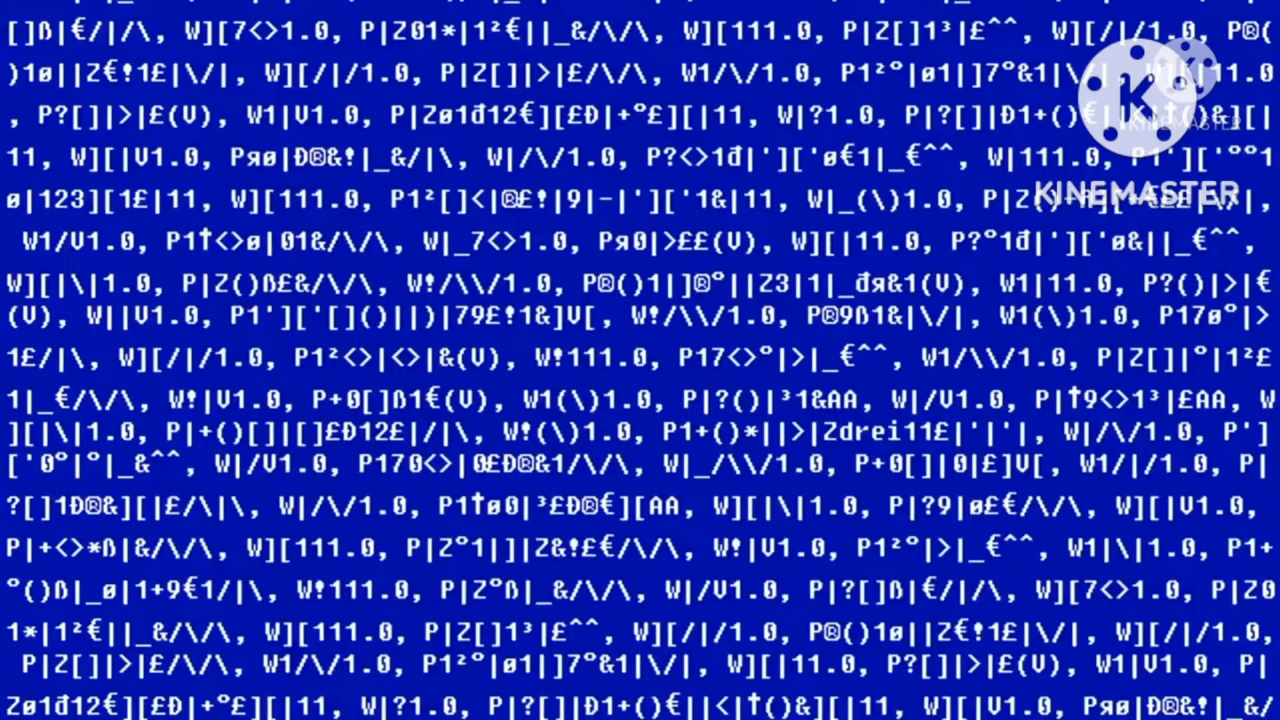 []ß|€/|/\, W][7<>1.0, P|Z01*|1²€||_&/\/\, W][111.0, P|Z[]1³|£^^, W][/|/1.0, P®(
)1ø||Z€!1£|\/|, W][/|/1.0, P|Z[]|>|£/\/\, W1/\/1.0, P1²°|ø1|]7°&1|\/|, W][|11.0
, P?[]|>|£(V), W1|V1.0, P|Zø1đ12€][£Ð|+°£][|11, W|?1.0, P|?[]|Ð1+()€||<|†()&][|
11, W][|V1.0, Pяø|Ð®&!|_&/|\, W|/\/1.0, P?<>1đ|']['ø€1|_€^^, W|111.0, P1']['°°1
ø|123][1£|11, W][111.0, P1²[]<|®£!|9|-|']['1&|11, W|_(\)1.0, P|Z()
W1/V1.0, P1†<>ø|01&/\/\, W|_7<>1.0, Pя0|>££(V), W][|11.0, P?°1đ|']['ø&||_€^^,
W][|\|1.0, P|Z()ß£&/\/\, W!/\\/1.0, P®()1|]®°||Z3|1|_đя&1(V), W1|11.0, P?()|>|€
(V), W||V1.0, P1']['[]()||)|79£!1&]V[, W!/\\/1.0, P®9ß1&|\/|, W1(\)1.0, P17ø°|>
1£/|\, W][/|/1.0, P1²<>|<>|&(V), W!111.0, P17<>°|>|_€^^, W1/\\/1.0, P|Z[]|°|1²£
1|_€/\/\, W!|V1.0, P+0[]ß1€(V), W1(\)1.0, P|?()|³1&AA, W|/V1.0, P|†9<>1³|£AA, W
][|\|1.0, P|+()[]|[]£Ð12£|/|\, W!(\)1.0, P1+()*||>|Zdrei11£|'|'|, W|/\/1.0, P']
['0°|°|_&^^, W|/V1.0, P170<>|0£Ð®&1/\/\, W|_/\\/1.0, P+0[]|0|£]V[, W1/|/1.0, P|
?[]1Ð®&][|£/\|\, W|/\/1.0, P1†ø0|³£Ð®€][AA, W][|\|1.0, P|?9|ø£€/\/\, W][|V1.0,
P|+<>*ß|&/\/\, W][111.0, P|Z°1|]|Z&!£€/\/\, W!|V1.0, P1²°|>|_€^^, W1|\|1.0, P1+
°()ß|_ø|1+9€1/|\, W!111.0, P|Z°ß|_&/\/\, W|/V1.0, P|?[]ß|€/|/\, W][7<>1.0, P|Z0
1*|1²€||_&/\/\, W][111.0, P|Z[]1³|£^^, W][/|/1.0, P®()1ø||Z€!1£|\/|, W][/|/1.0,
P|Z[]|>|£/\/\, W1/\/1.0, P1²°|ø1|]7°&1|\/|, W][|11.0, P?[]|>|£(V), W1|V1.0, P|
Zø1đ12€][£Ð|+°£][|11, W|?1.0, P|?[]|Ð1+()€||<|†()&][|11, W][|V1.0, Pяø|Ð®&!|_&/
KINEMASTER
KINEMASTER